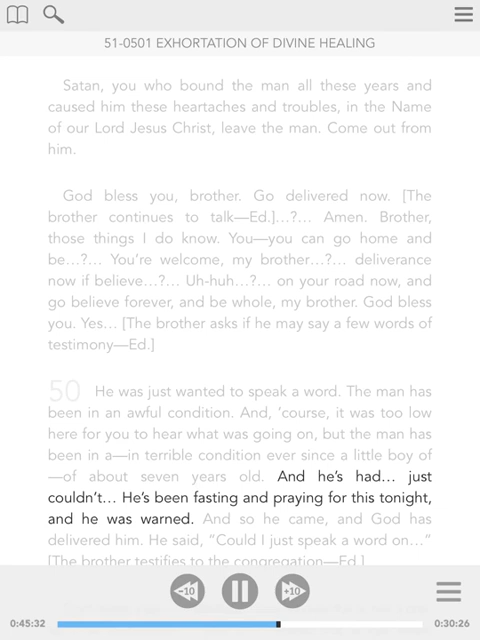 51-0501 EXHORTATION OF DIVINE HEALING
Satan, you who bound the man all these years and
caused him these heartaches and troubles, in the Name
of our Lord Jesus Christ, leave the man. Come out from
him.
God bless you, brother. Go delivered now. [The
brother continues to talk—Ed.]...?... Amen. Brother,
those things I do know. You—you can go home and
be...?... You're welcome, my brother...?... deliverance
now if believe...?... Uh-huh...?... on your road now, and
go believe forever, and be whole, my brother. God bless
you. Yes... [The brother asks if he may say a few words of
testimony—Ed.]
50 He was just wanted to speak a word. The man has
been in an awful condition. And, 'course, it was too low
here for you to hear what was going on, but the man has
been in a—in terrible condition ever since a little boy of
—of about seven years old. And he's had... just
couldn't... He's been fasting and praying for this tonight,
and he was warned. And so he came, and God has
delivered him. He said, "Could I just speak a word on..."
[The brother testifies to the congregation—Ed.]
-10 +10
0:45:32 0:30:26